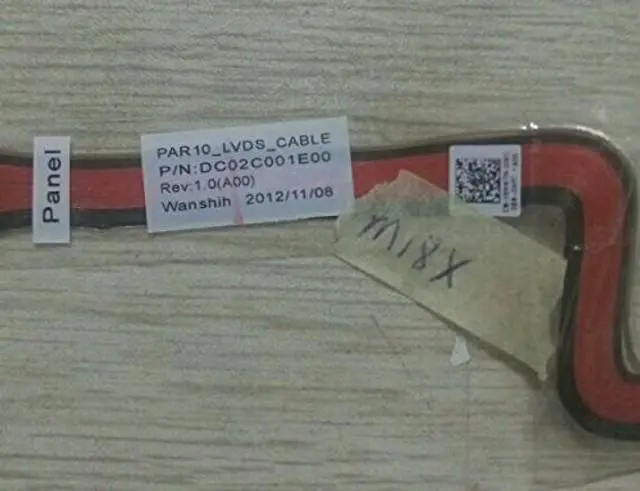 Panel
PAR10_LVDS_CABLE
P/N:DC02C001E00
Rev:1.0(A00)
Wanshih 2012/11/08
M18X